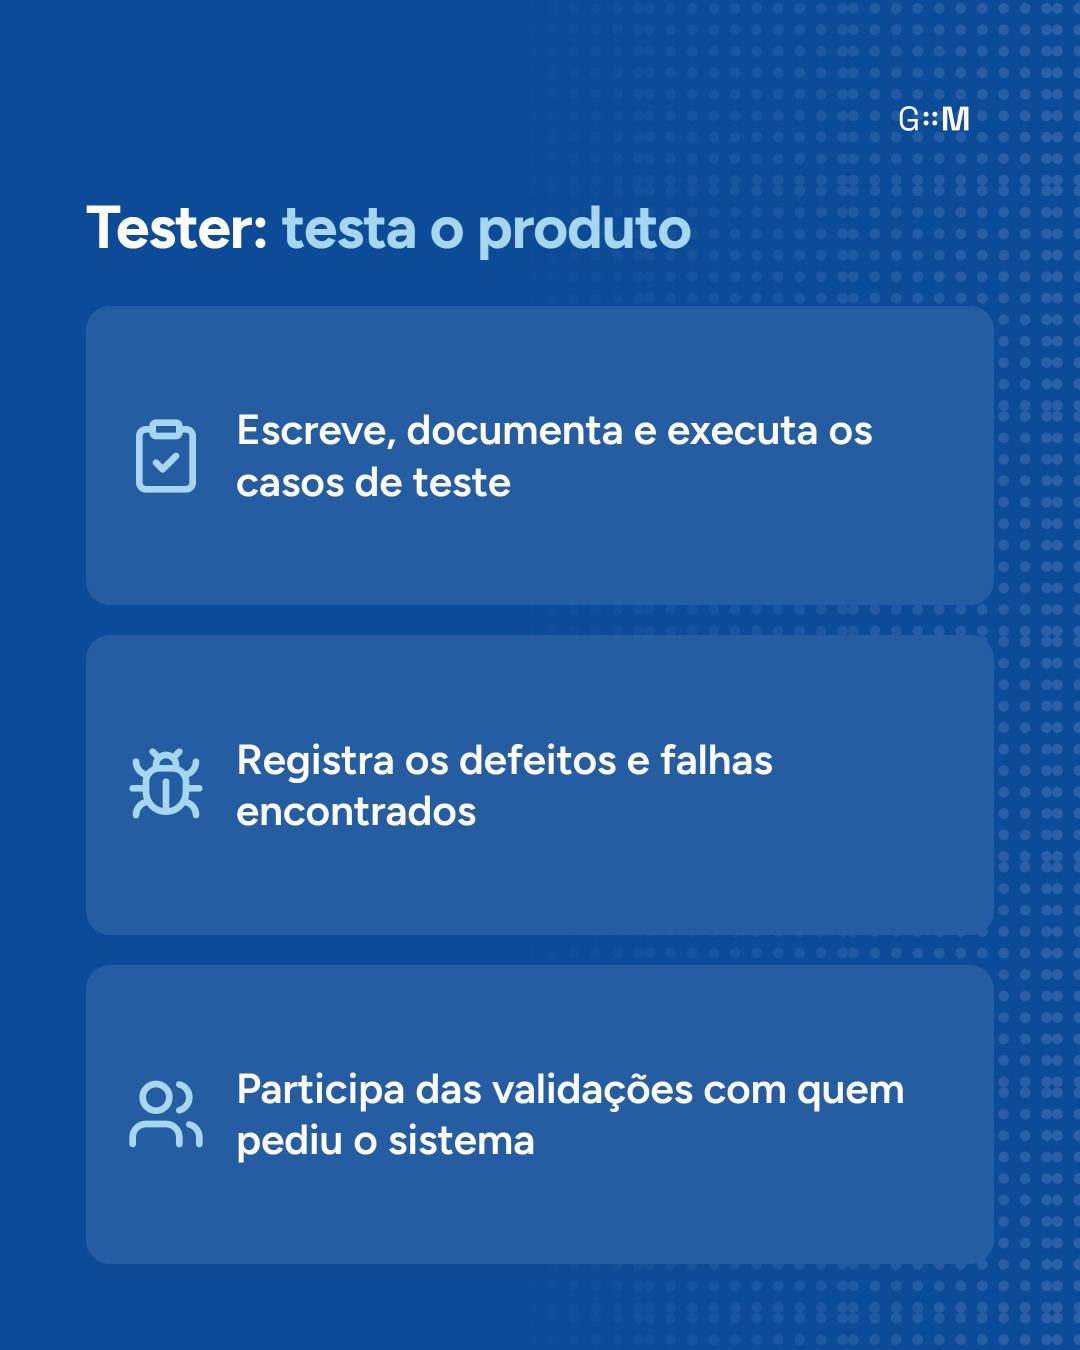 G::M
Tester: testa o produto
Escreve, documenta e executa os
casos de teste
Registra os defeitos e falhas
encontrados
Participa das validações com quem
pediu o sistema